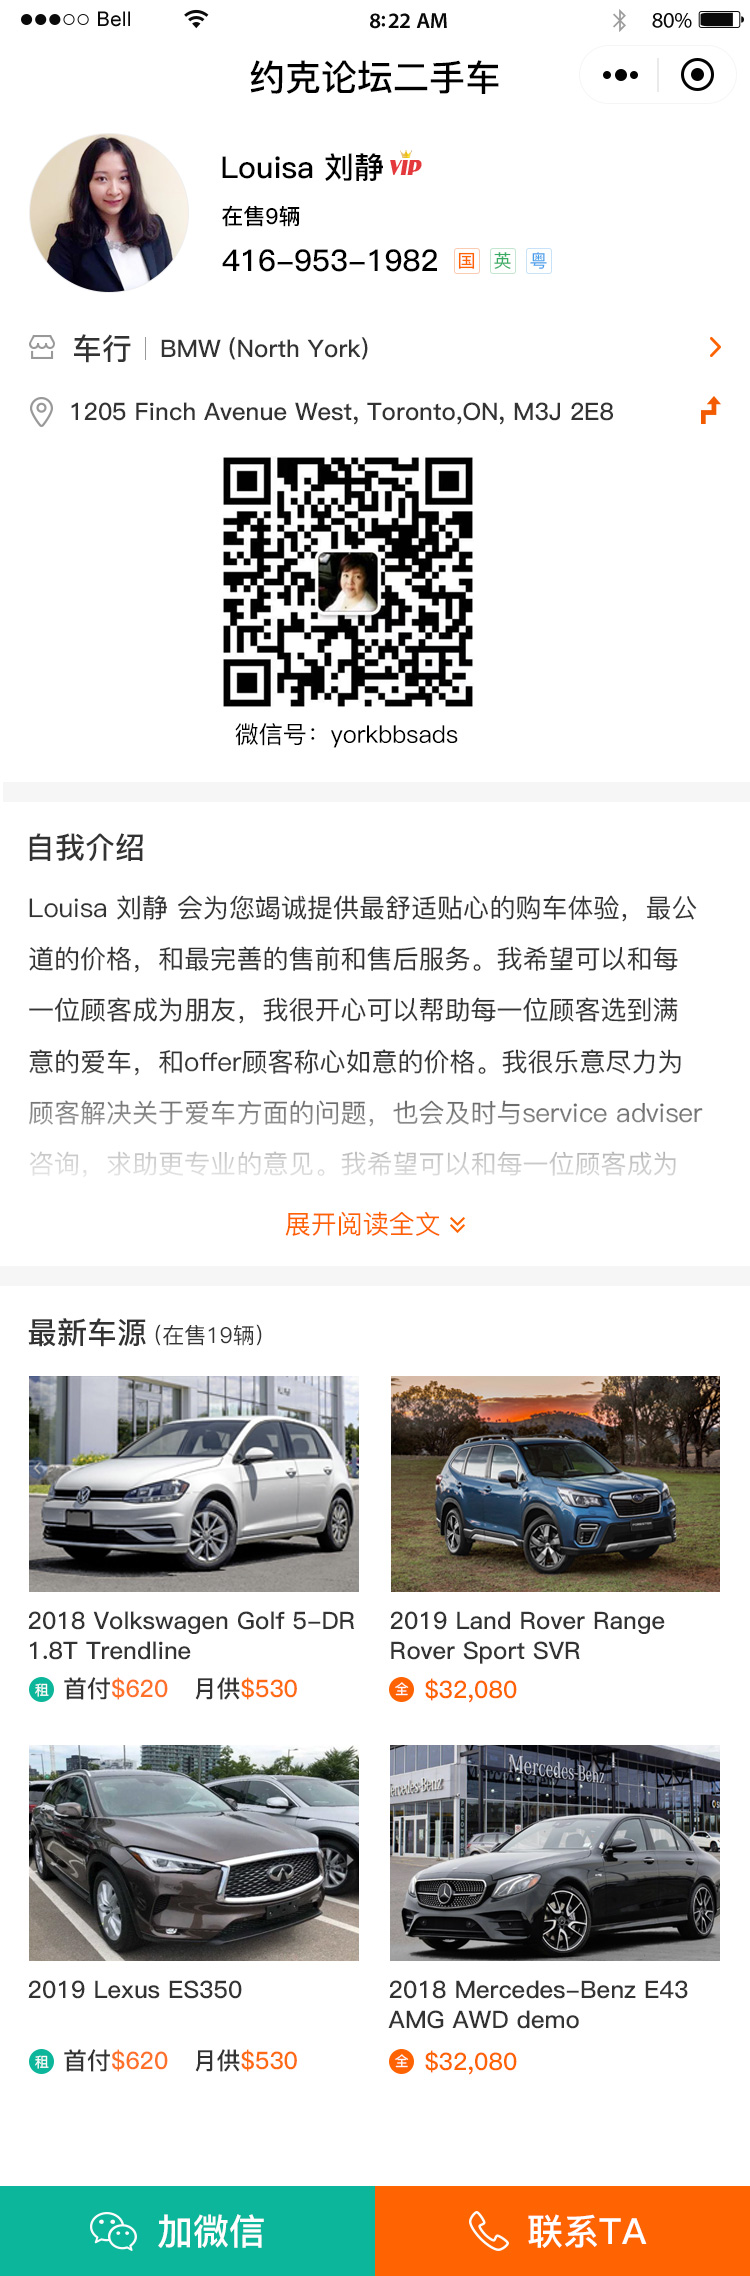 Bell
8:22 AM
80%
约克论坛二手车
Louisa 刘静 VIP
在售9辆
416-953-1982 国 英 粤
车行 | BMW (North York)
1205 Finch Avenue West, Toronto,ON, M3J 2E8
微信号：yorkbbsads
自我介绍
Louisa 刘静 会为您竭诚提供最舒适贴心的购车体验，最公
道的价格，和最完善的售前和售后服务。我希望可以和每
一位顾客成为朋友，我很开心可以帮助每一位顾客选到满
意的爱车，和offer顾客称心如意的价格。我很乐意尽力为
顾客解决关于爱车方面的问题，也会及时与service adviser
咨询，求助更专业的意见。我希望可以和每一位顾客成为
展开阅读全文
最新车源 (在售19辆)
2018 Volkswagen Golf 5-DR
1.8T Trendline
租 首付$620 月供$530
2019 Land Rover Range
Rover Sport SVR
全 $32,080
Mercedes-Benz
2019 Lexus ES350
租 首付$620 月供$530
2018 Mercedes-Benz E43
AMG AWD demo
全 $32,080
加微信
联系TA